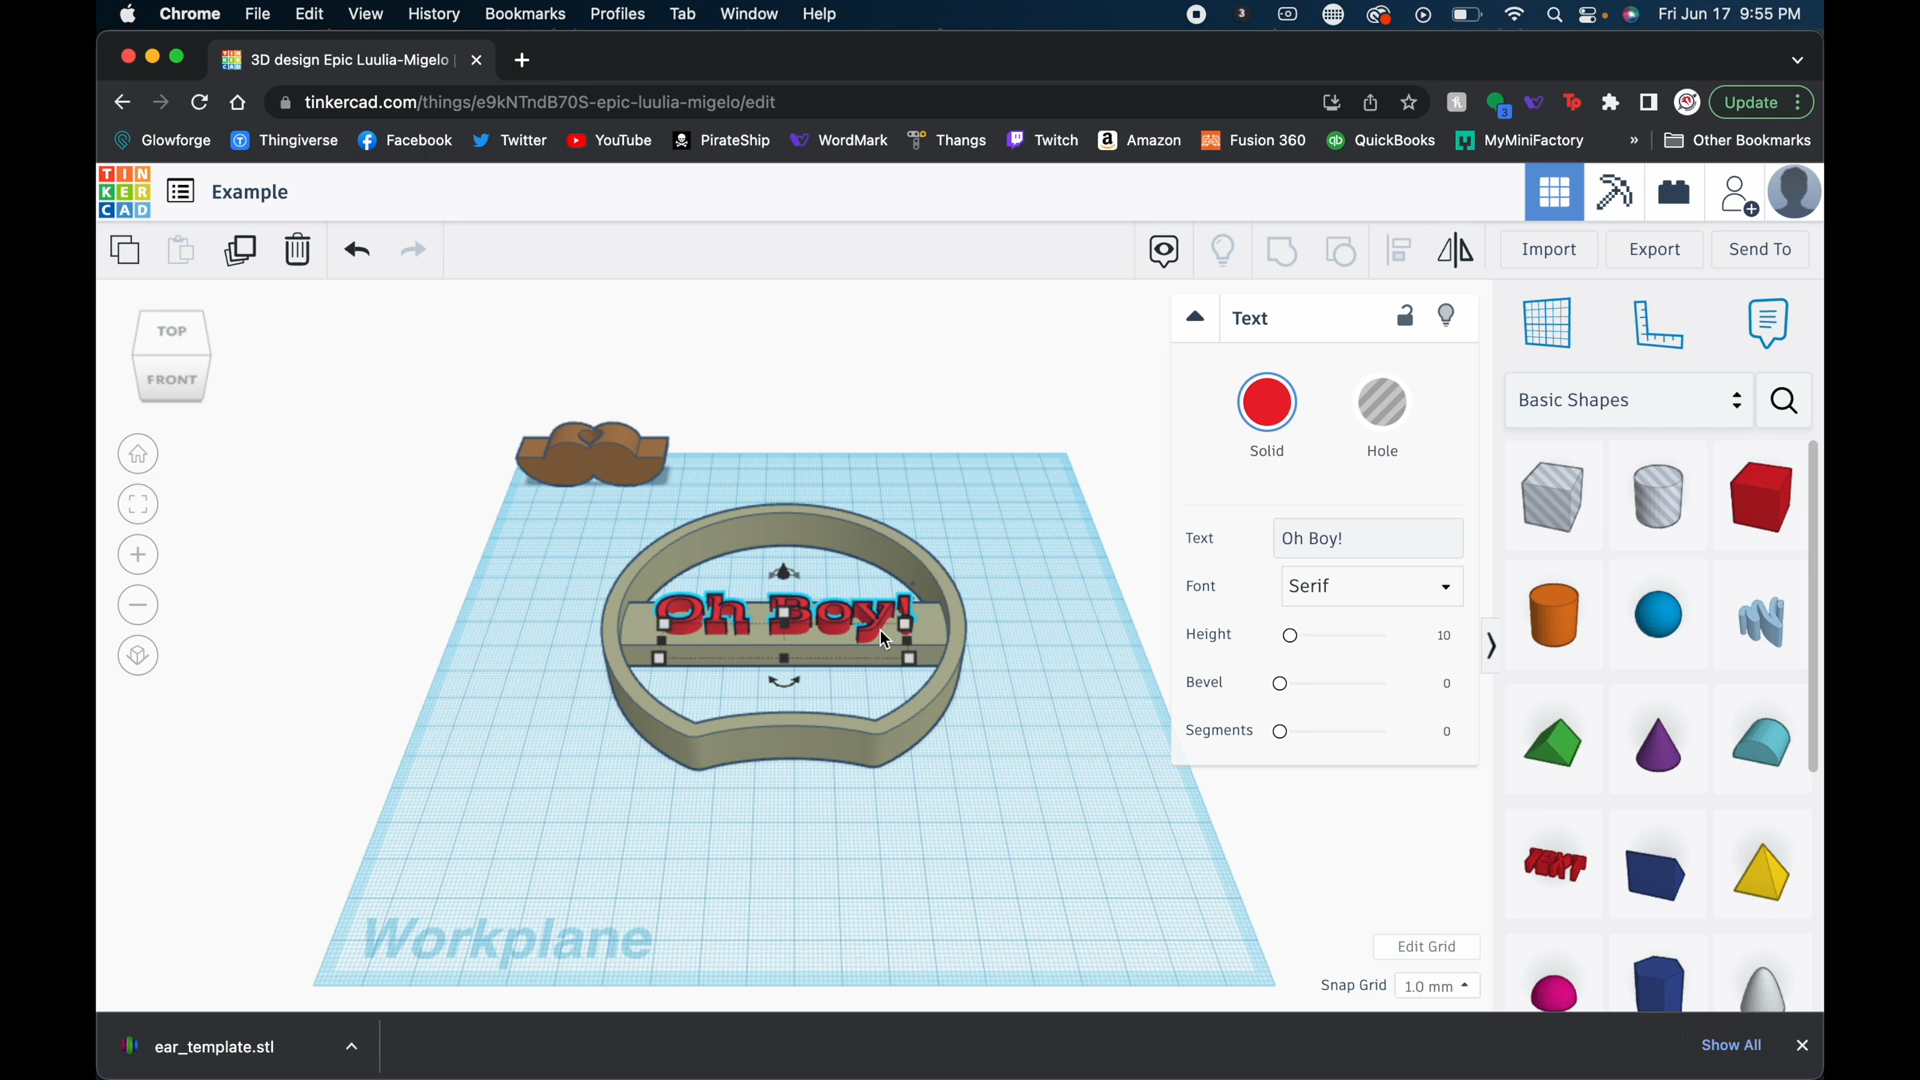 Chrome File Edit View History Bookmarks Profiles Tab Window Help 3 Fri Jun 17 9:55 PM
3D design Epic Luulia-Migelo
tinkercad.com/things/e9kNTndB70S-epic-luulia-migelo/edit 3 Update
Glowforge Thingiverse Facebook Twitter YouTube PirateShip WordMark Thangs Twitch Amazon Fusion 360 QuickBooks MyMiniFactory » Other Bookmarks
TIN
KER
CAD
Example
Import Export Send To
TOP
FRONT
Text
Solid Hole
Text Oh Boy!
Font Serif
Height 10
Bevel 0
Segments 0
Basic Shapes
Oh Boy!
TEXT
Workplane
Edit Grid
Snap Grid 1.0 mm
ear_template.stl
Show All